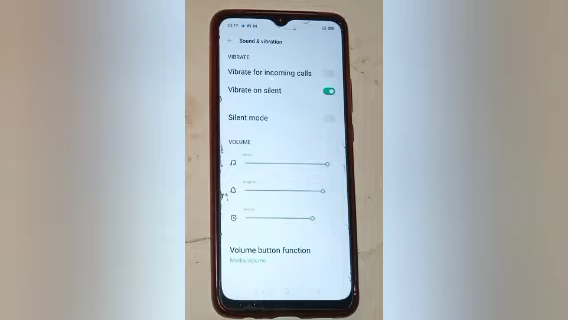 Sound & vibration
VIBRATE
Vibrate for incoming calls
Vibrate on silent
Silent mode
VOLUME
Volume button function
Media volume